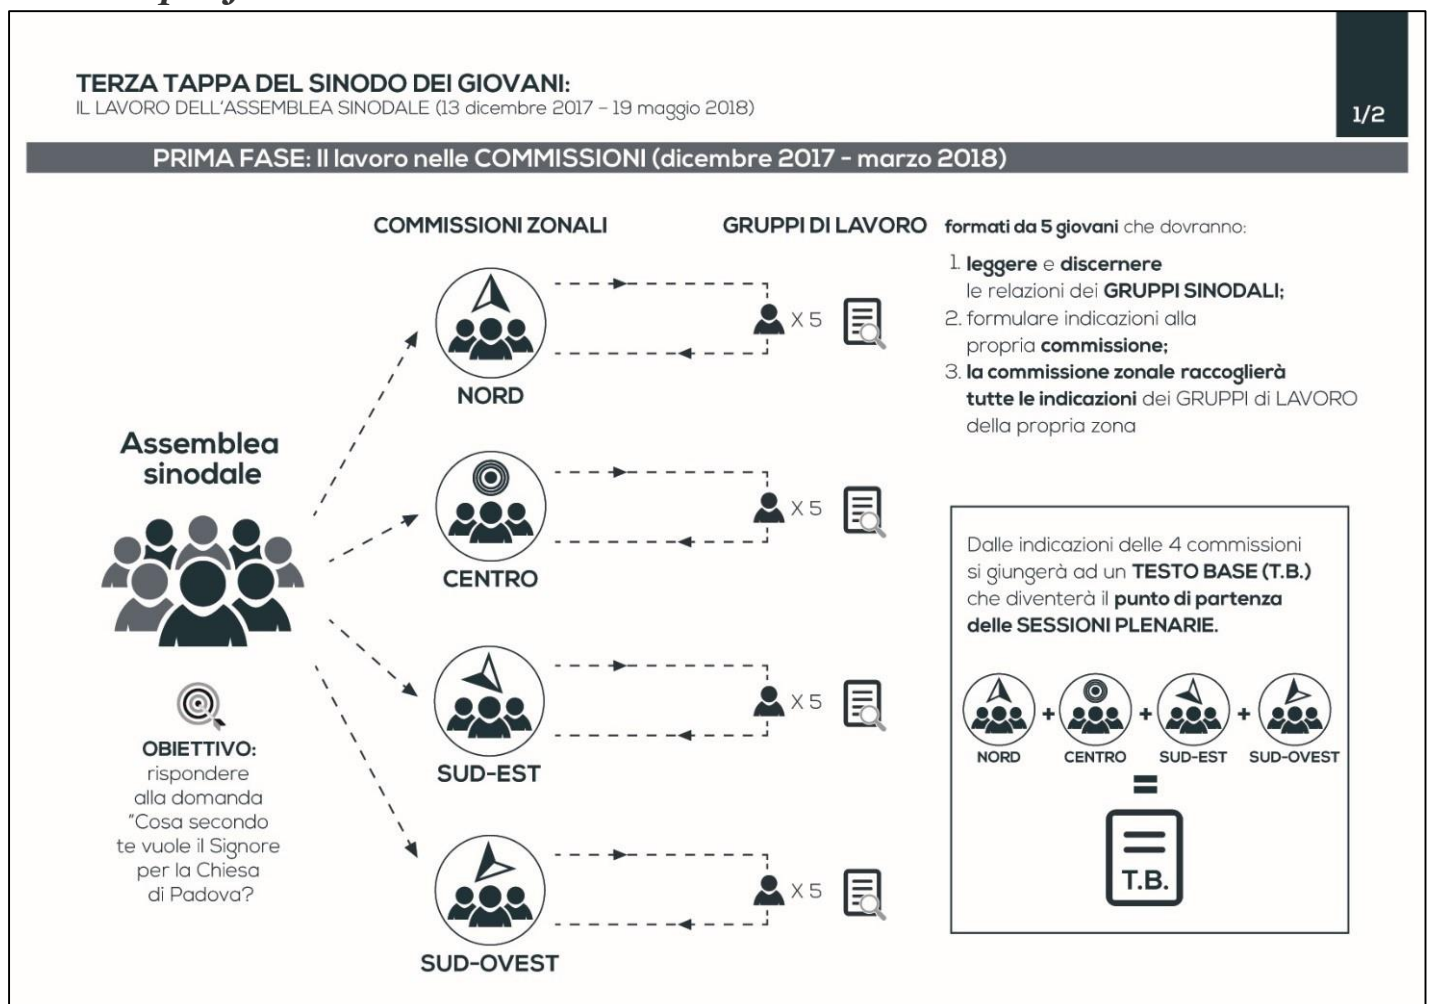 TERZA TAPPA DEL SINODO DEI GIOVANI:
IL LAVORO DELL'ASSEMBLEA SINODALE (13 dicembre 2017 – 19 maggio 2018)
1/2
PRIMA FASE: Il lavoro nelle COMMISSIONI (dicembre 2017 - marzo 2018)
COMMISSIONI ZONALI
GRUPPI DI LAVORO
formati da 5 giovani che dovranno:
1. leggere e discernere
le relazioni dei GRUPPI SINODALI;
2. formulare indicazioni alla
propria commissione;
3. la commissione zonale raccoglierà
tutte le indicazioni dei GRUPPI di LAVORO
della propria zona
X 5
NORD
Assemblea
sinodale
X 5
CENTRO
X 5
SUD-EST
X 5
SUD-OVEST
OBIETTIVO:
rispondere
alla domanda
"Cosa secondo
te vuole il Signore
per la Chiesa
di Padova?
Dalle indicazioni delle 4 commissioni
si giungerà ad un TESTO BASE (T.B.)
che diventerà il punto di partenza
delle SESSIONI PLENARIE.
+ + +
NORD CENTRO SUD-EST SUD-OVEST
=
T.B.